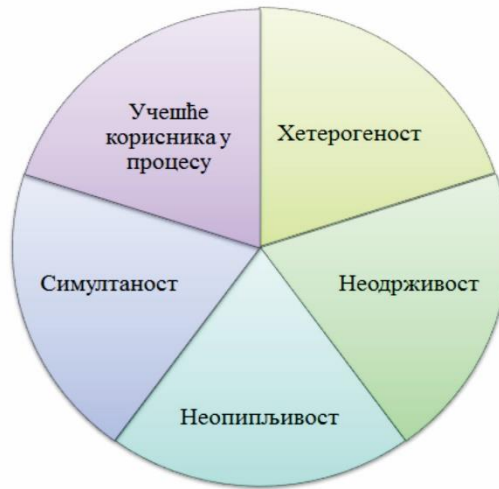 Учешће
корисника у
процесу
Хетерогеност
Симултаност
Неодрживост
Неопипљивост